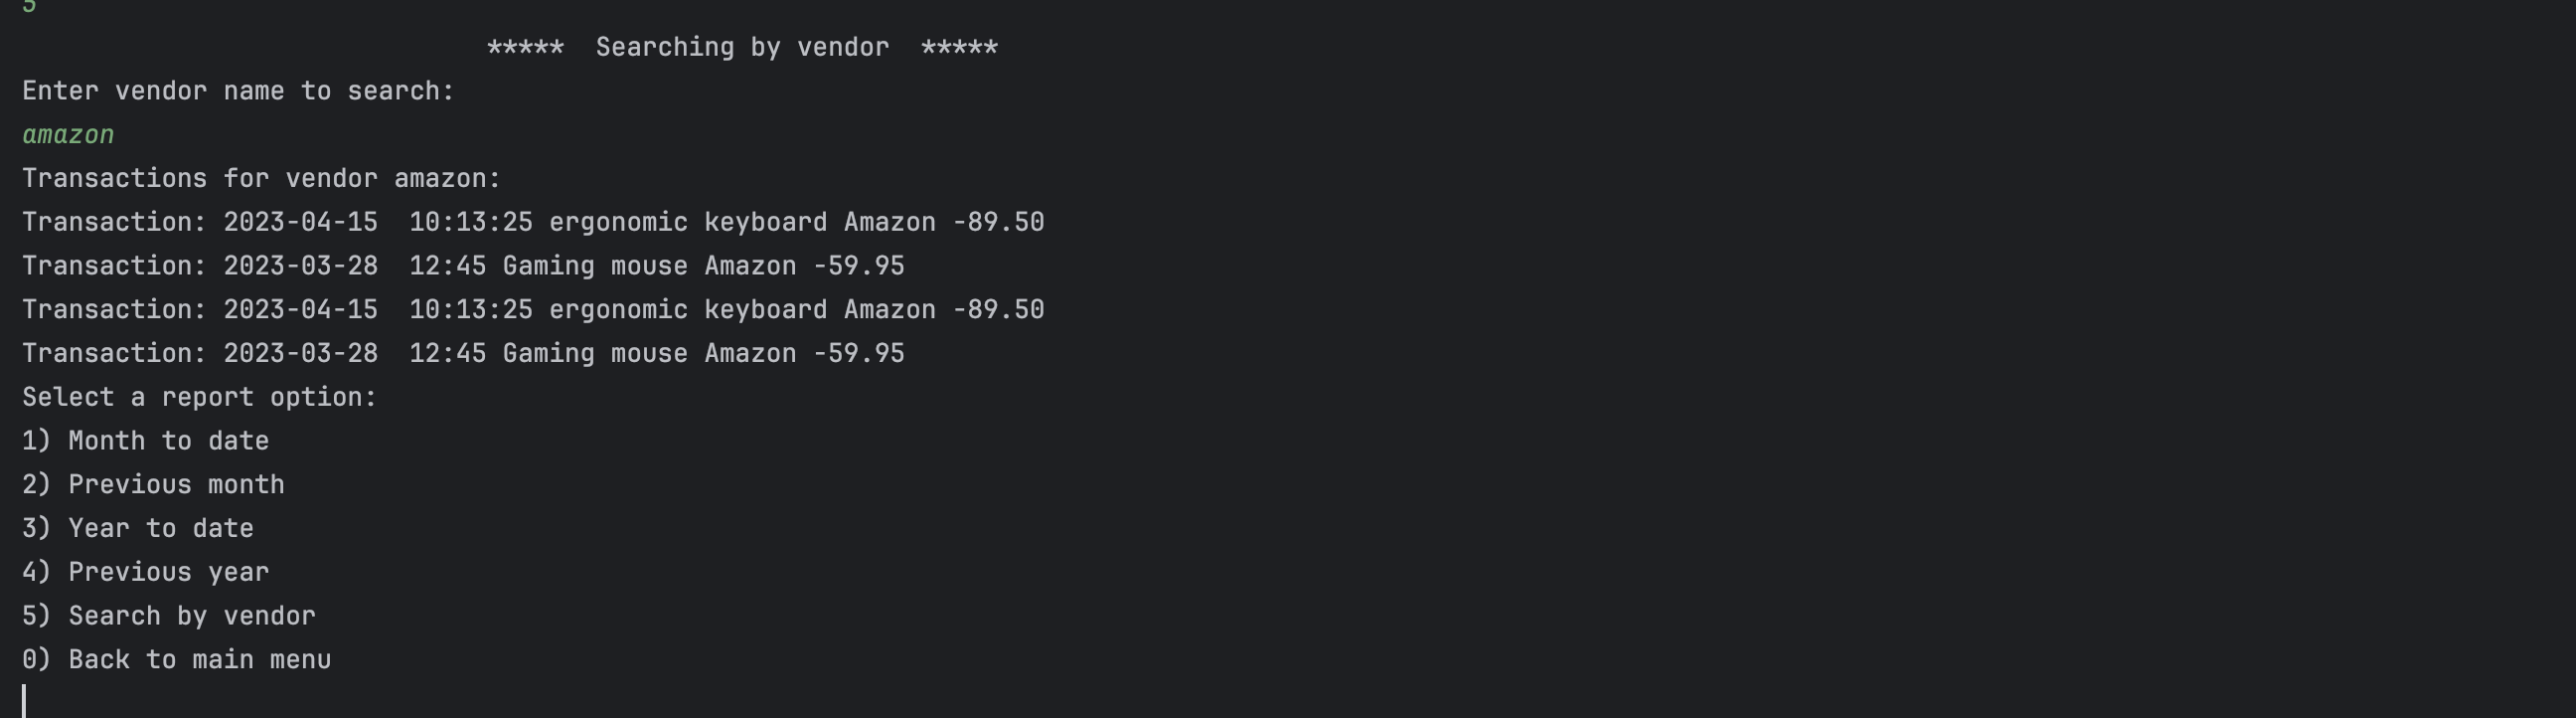 ***** Searching by vendor *****
Enter vendor name to search:
amazon
Transactions for vendor amazon:
Transaction: 2023-04-15  10:13:25 ergonomic keyboard Amazon -89.50
Transaction: 2023-03-28  12:45 Gaming mouse Amazon -59.95
Transaction: 2023-04-15  10:13:25 ergonomic keyboard Amazon -89.50
Transaction: 2023-03-28  12:45 Gaming mouse Amazon -59.95
Select a report option:
1) Month to date
2) Previous month
3) Year to date
4) Previous year
5) Search by vendor
0) Back to main menu